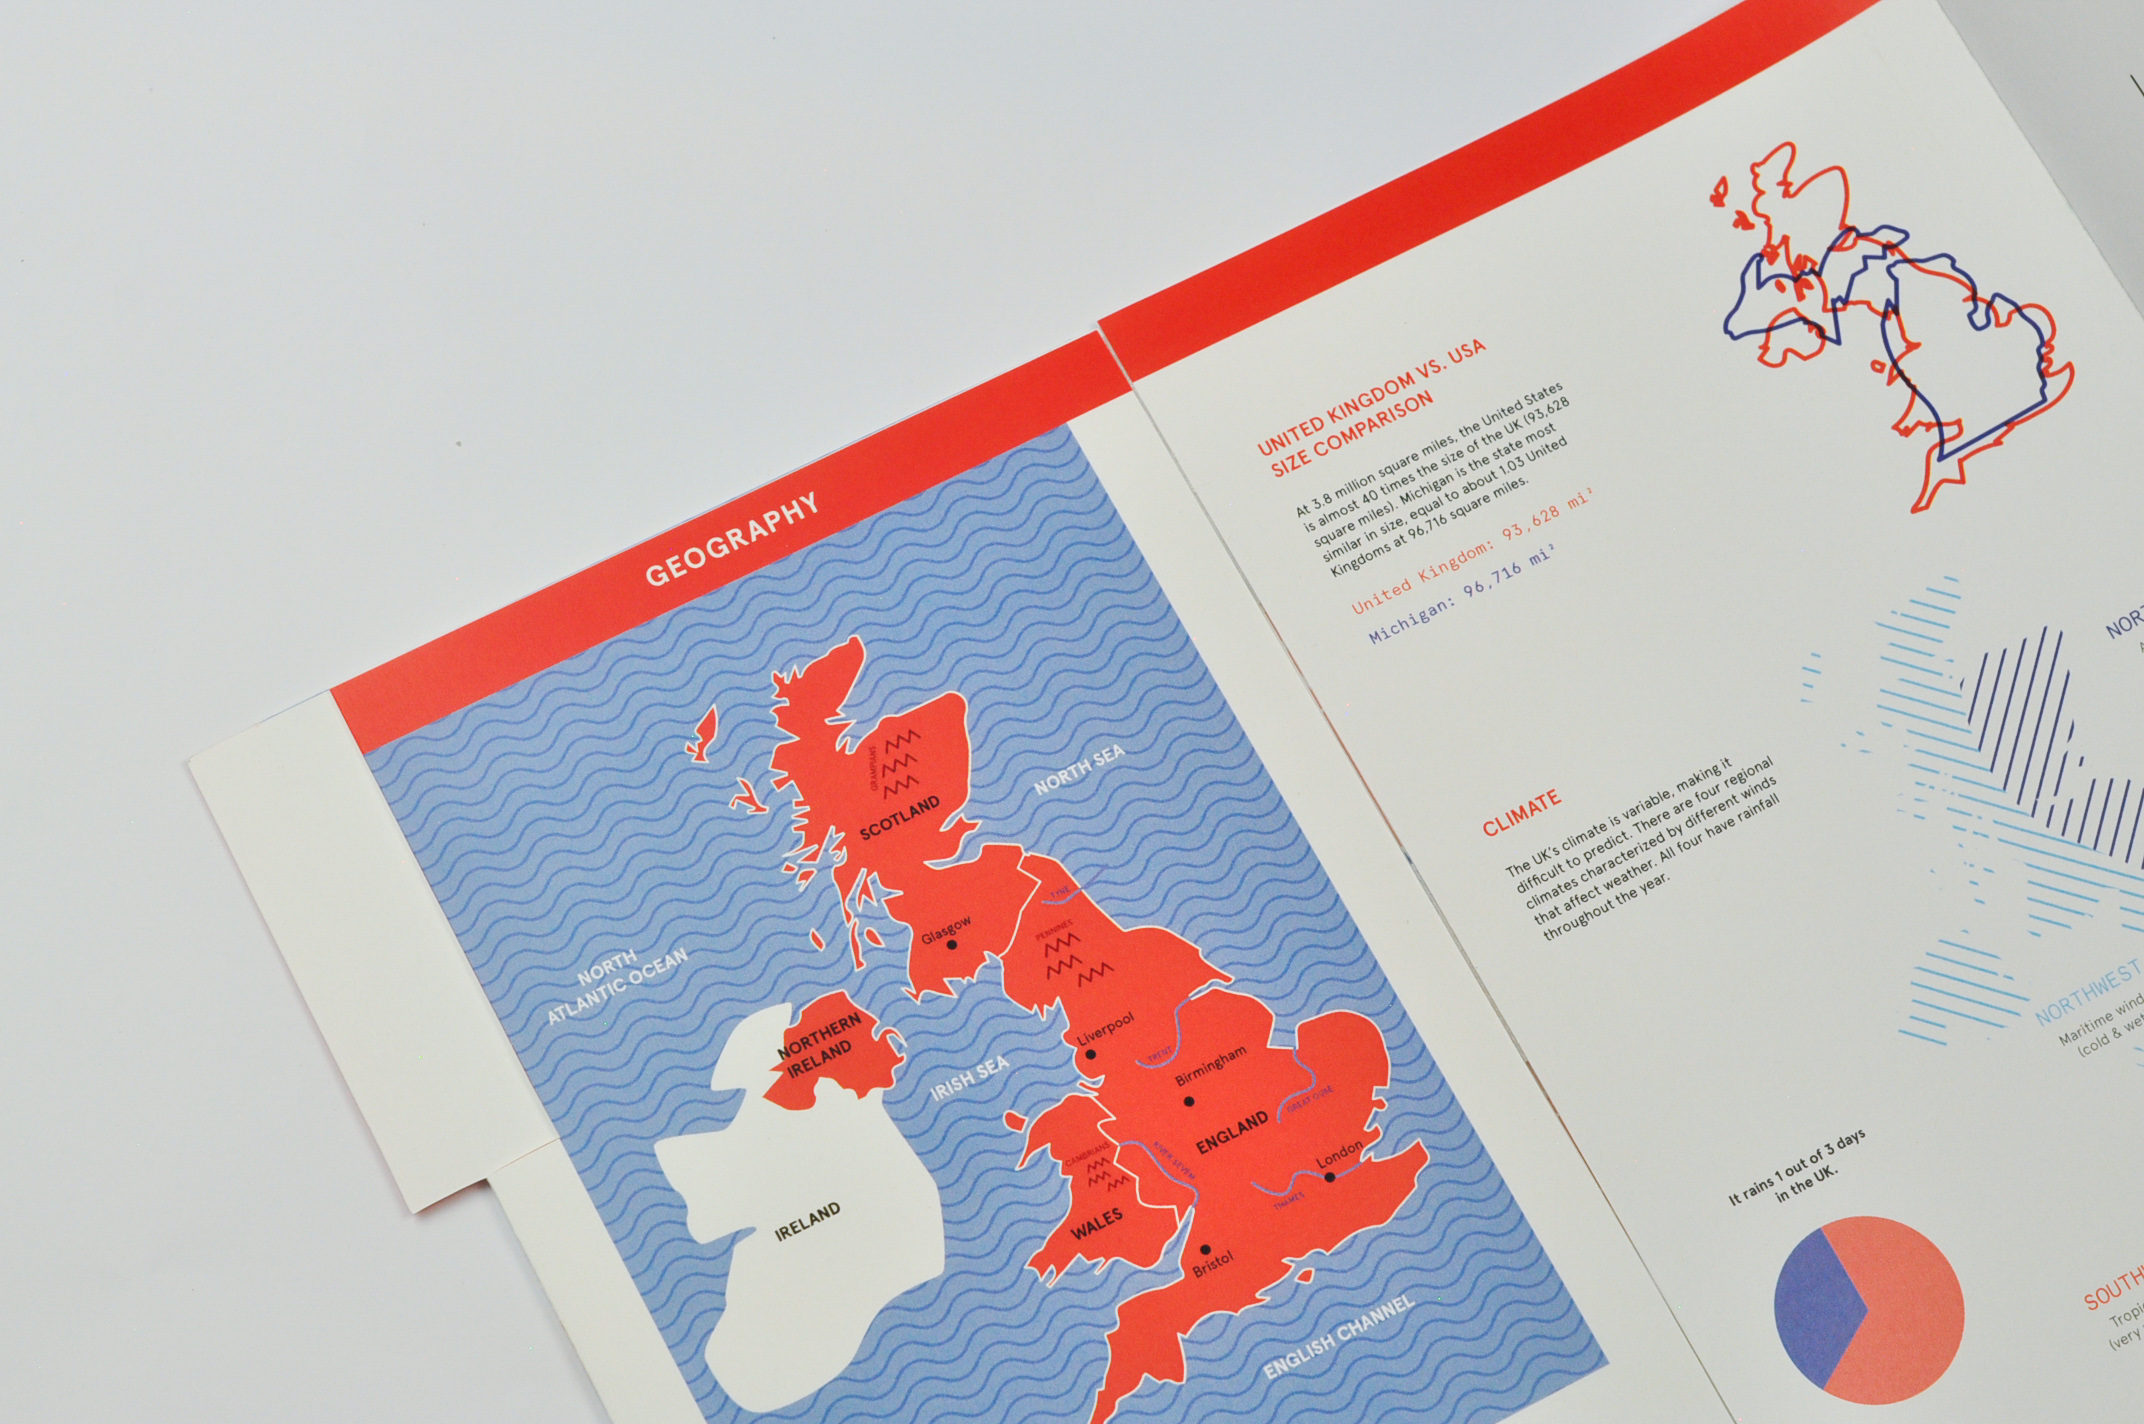 GEOGRAPHY
GRAMPIANS
SCOTLAND
NORTH SEA
TYNE
PENNINES
Glasgow
NORTH
ATLANTIC OCEAN
NORTHERN
IRELAND
IRISH SEA
Liverpool
TRENT
Birmingham
GREAT OUSE
ENGLAND
London
THAMES
CAMBRIANS
RIVER SEVERN
WALES
IRELAND
Bristol
ENGLISH CHANNEL
UNITED KINGDOM VS. USA
SIZE COMPARISON
At 3.8 million square miles, the United States
is almost 40 times the size of the UK (93,628
square miles). Michigan is the state most
similar in size, equal to about 1.03 United
Kingdoms at 96,716 square miles.
United Kingdom: 93,628 mi²
Michigan: 96,716 mi²
CLIMATE
The UK's climate is variable, making it
difficult to predict. There are four regional
climates characterized by different winds
that affect weather. All four have rainfall
throughout the year.
NORT
NORTHWEST
Maritime wind
(cold & wet
It rains 1 out of 3 days
in the UK.
SOUTH
Tropi
(very